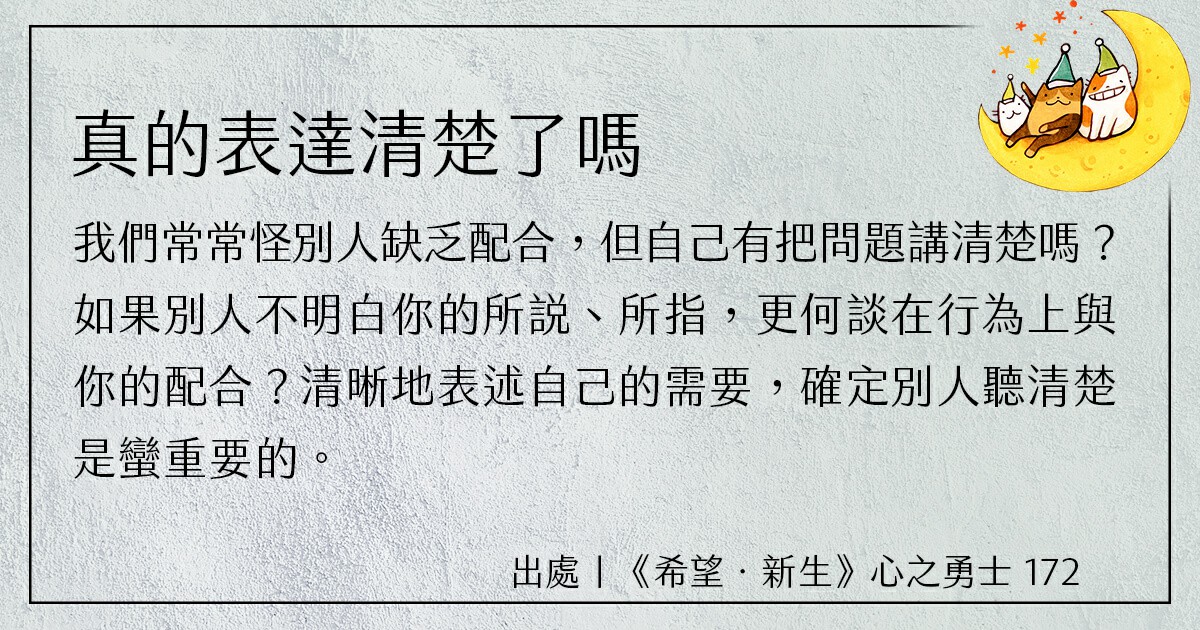 真的表達清楚了嗎
我們常常怪別人缺乏配合，但自己有把問題講清楚嗎？
如果別人不明白你的所説、所指，更何談在行為上與
你的配合？清晰地表述自己的需要，確定別人聽清楚
是蠻重要的。
出處｜《希望．新生》心之勇士 172